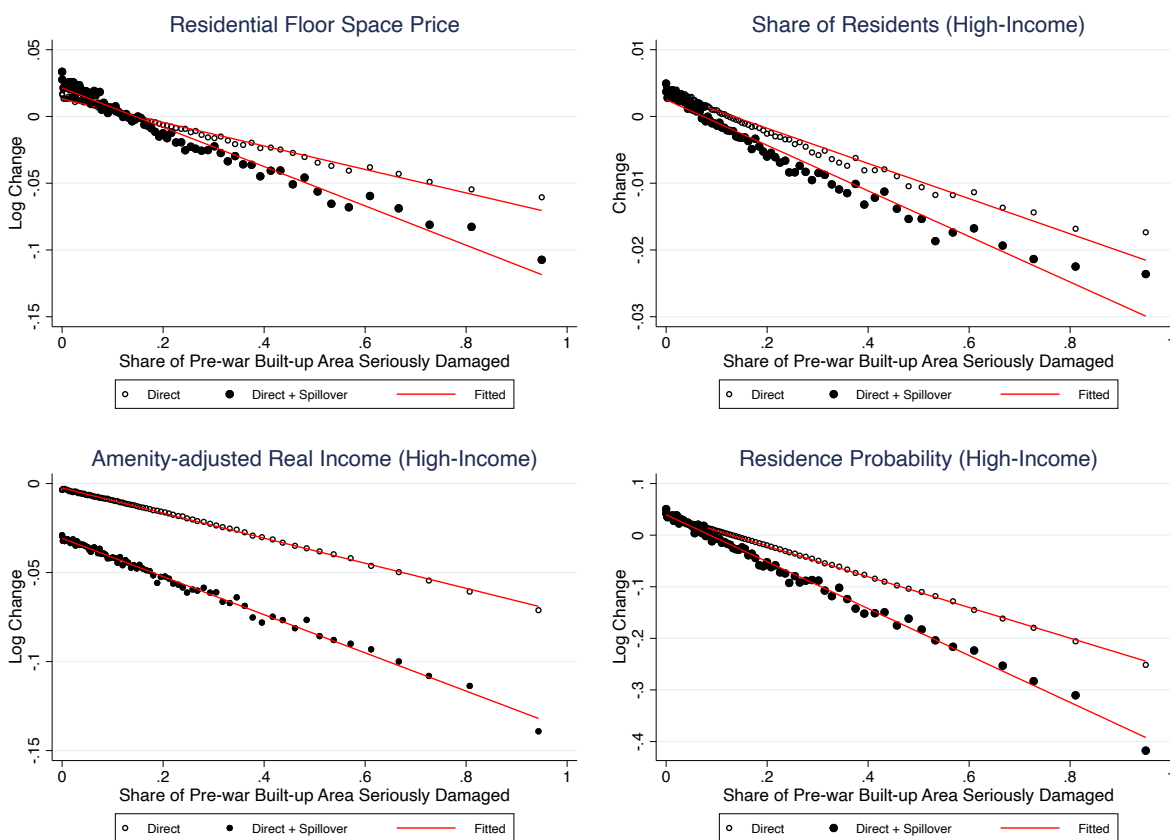 Residential Floor Space Price
Log Change
.05
0
-.05
-.1
-.15
0 .2 .4 .6 .8 1
Share of Pre-war Built-up Area Seriously Damaged
Direct Direct + Spillover Fitted
Share of Residents (High-Income)
Change
.01
0
-.01
-.02
-.03
0 .2 .4 .6 .8 1
Share of Pre-war Built-up Area Seriously Damaged
Direct Direct + Spillover Fitted
Amenity-adjusted Real Income (High-Income)
Log Change
0
-.05
-.1
-.15
0 .2 .4 .6 .8 1
Share of Pre-war Built-up Area Seriously Damaged
Direct Direct + Spillover Fitted
Residence Probability (High-Income)
Log Change
.1
0
-.1
-.2
-.3
-.4
0 .2 .4 .6 .8 1
Share of Pre-war Built-up Area Seriously Damaged
Direct Direct + Spillover Fitted